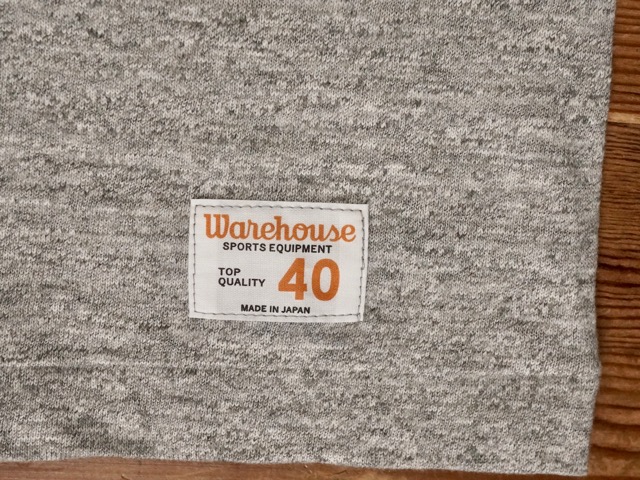 Warehouse
SPORTS EQUIPMENT
TOP
QUALITY
40
MADE IN JAPAN